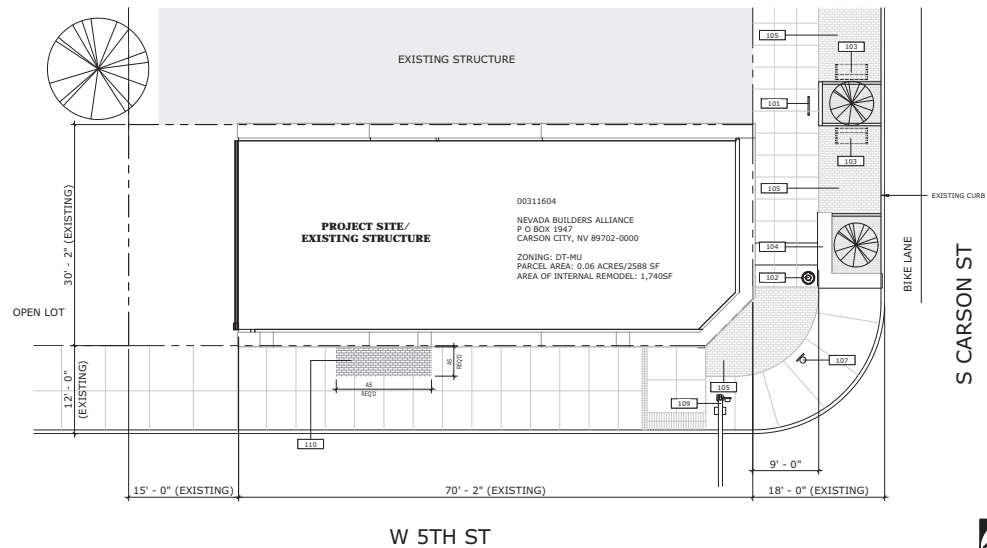 EXISTING STRUCTURE
105
103
101
103
105
EXISTING CURB
104
102
BIKE LANE
S CARSON ST
30' - 2" (EXISTING)
PROJECT SITE/
EXISTING STRUCTURE
00311604
NEVADA BUILDERS ALLIANCE
P O BOX 1947
CARSON CITY, NV 89702-0000
ZONING: DT-MU
PARCEL AREA: 0.06 ACRES/2588 SF
AREA OF INTERNAL REMODEL: 1,740SF
OPEN LOT
12' - 0"
(EXISTING)
AS
REQ'D
AS
REQ'D
107
105
109
110
9' - 0"
15' - 0" (EXISTING)
70' - 2" (EXISTING)
18' - 0" (EXISTING)
W 5TH ST